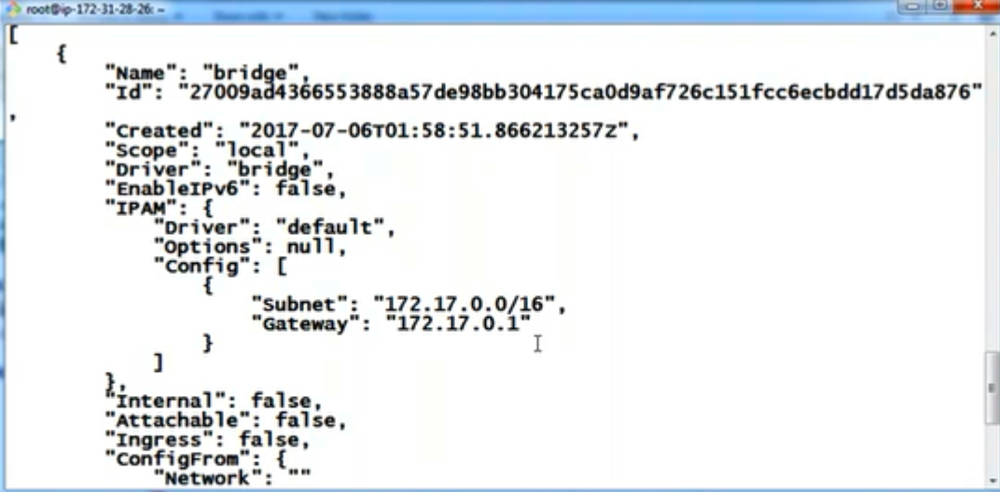 root@ip-172-31-28-26: ~
[
    {
        "Name": "bridge",
        "Id": "27009ad4366553888a57de98bb304175ca0d9af726c151fcc6ecbdd17d5da876"
,
        "Created": "2017-07-06T01:58:51.866213257Z",
        "Scope": "local",
        "Driver": "bridge",
        "EnableIPv6": false,
        "IPAM": {
            "Driver": "default",
            "Options": null,
            "Config": [
                {
                    "Subnet": "172.17.0.0/16",
                    "Gateway": "172.17.0.1"
                }
            ]
        },
        "Internal": false,
        "Attachable": false,
        "Ingress": false,
        "ConfigFrom": {
            "Network": ""